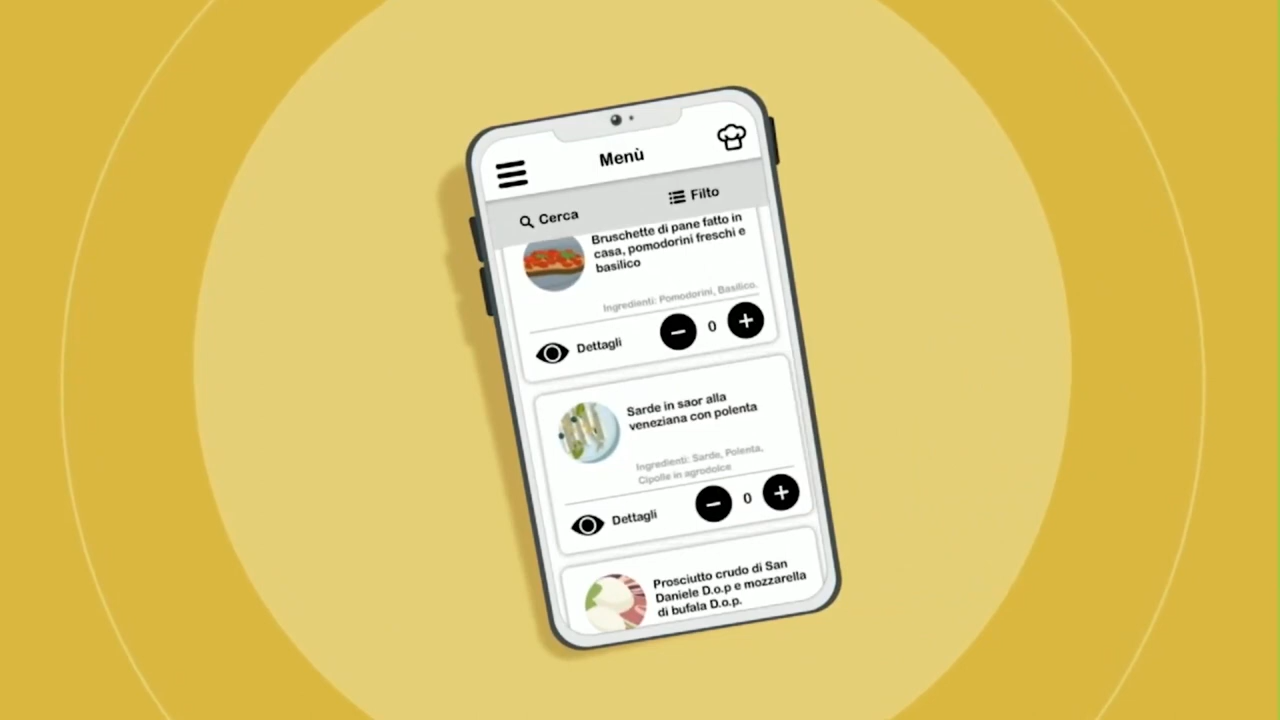 Menù
Cerca
Filto
Bruschette di pane fatto in
casa, pomodorini freschi e
basilico
Ingredienti: Pomodorini, Basilico.
Dettagli
0
Sarde in saor alla
veneziana con polenta
Ingredienti: Sarde, Polenta,
Cipolle in agrodolce
Dettagli
0
Prosciutto crudo di San
Daniele D.o.p e mozzarella
di bufala D.o.p.